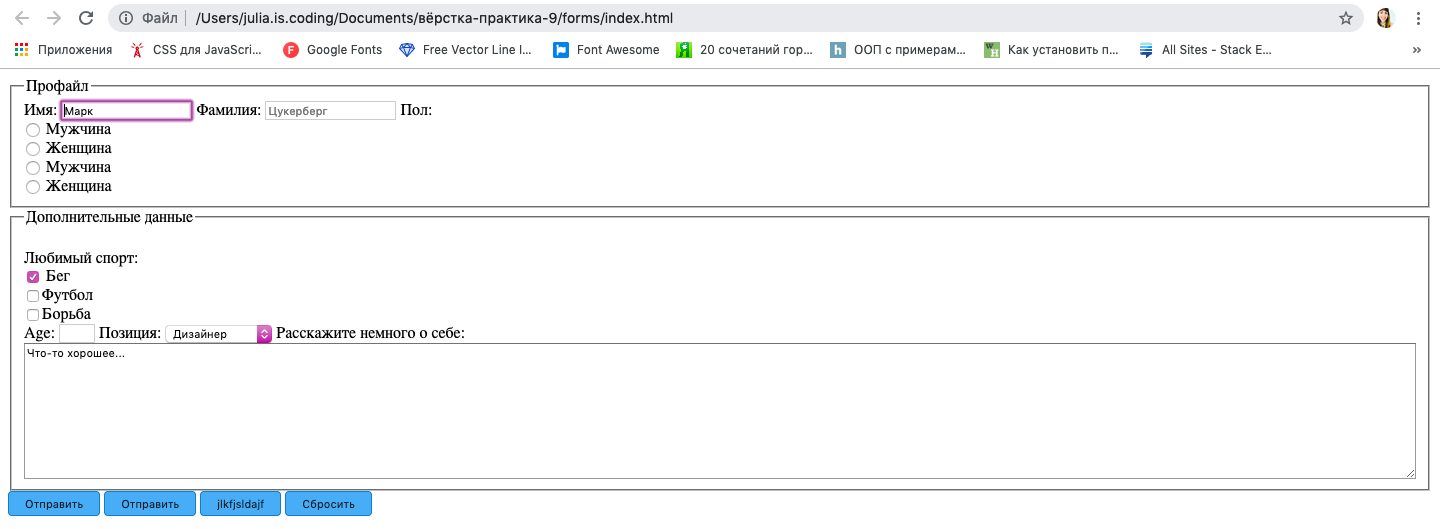 Файл | /Users/julia.is.coding/Documents/вёрстка-практика-9/forms/index.html
Приложения CSS для JavaScri... Google Fonts Free Vector Line I... Font Awesome 20 сочетаний гор... ООП с примерам... Как установить п... All Sites - Stack E... »
Профайл
Имя: Марк Фамилия: Цукерберг Пол:
Мужчина
Женщина
Мужчина
Женщина
Дополнительные данные
Любимый спорт:
Бег
Футбол
Борьба
Age: Позиция: Дизайнер Расскажите немного о себе:
Что-то хорошее...
Отправить Отправить jlkfjsldajf Сбросить